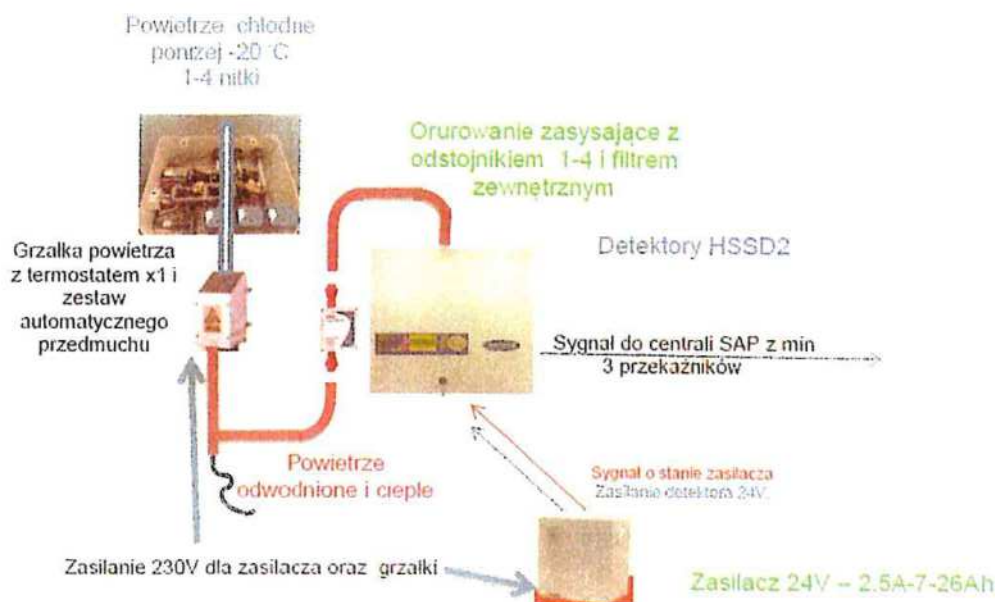 Powietrze chłodne
poniżej -20 °C
1-4 nitki
Orurowanie zasysające z
odstojnikiem 1-4 i filtrem
zewnętrznym
Grzałka powietrza
z termostatem x1 i
zestaw
automatycznego
przedmuchu
Detektory HSSD2
Sygnał do centrali SAP z min
3 przekaźników
Powietrze
odwodnione i ciepłe
Sygnał o stanie zasilacza
Zasilanie detektora 24V.
Zasilanie 230V dla zasilacza oraz grzałki
Zasilacz 24V – 2.5A-7-26Ah